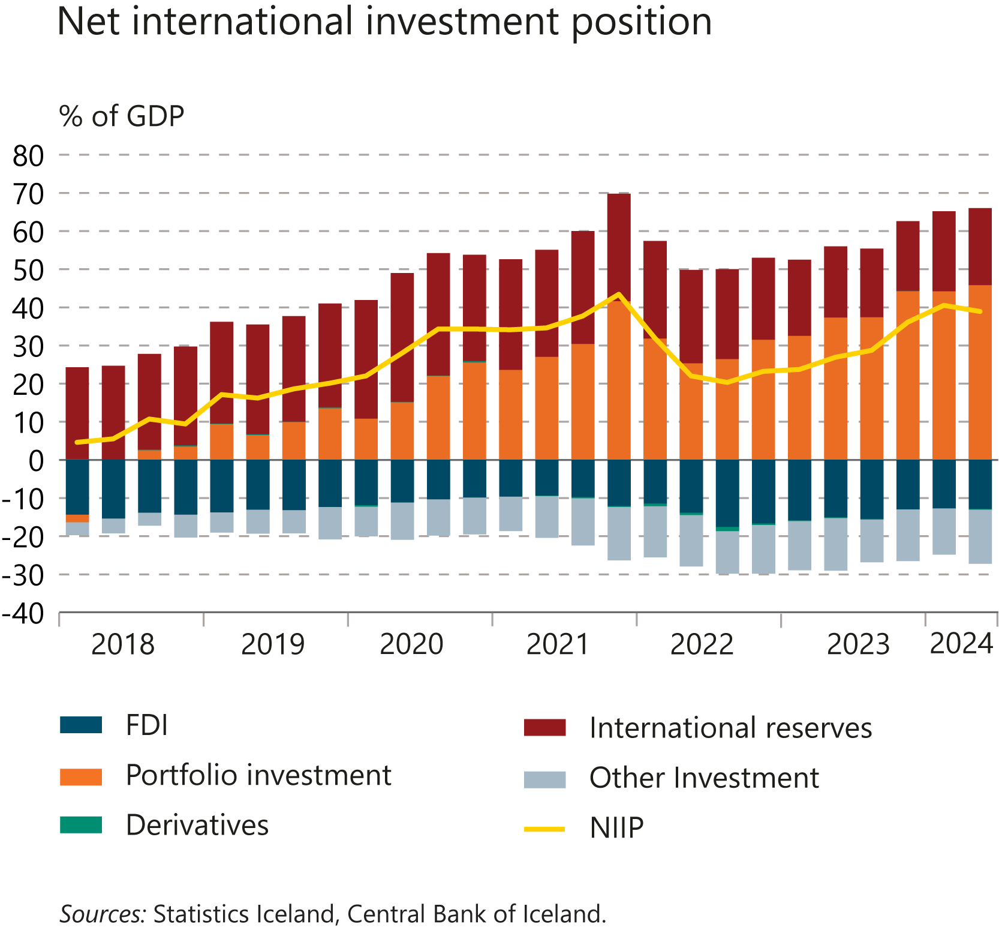 Net international investment position
% of GDP
80
70
60
50
40
30
20
10
0
-10
-20
-30
-40
2018 2019 2020 2021 2022 2023 2024
FDI
Portfolio investment
Derivatives
International reserves
Other Investment
NIIP
Sources: Statistics Iceland, Central Bank of Iceland.